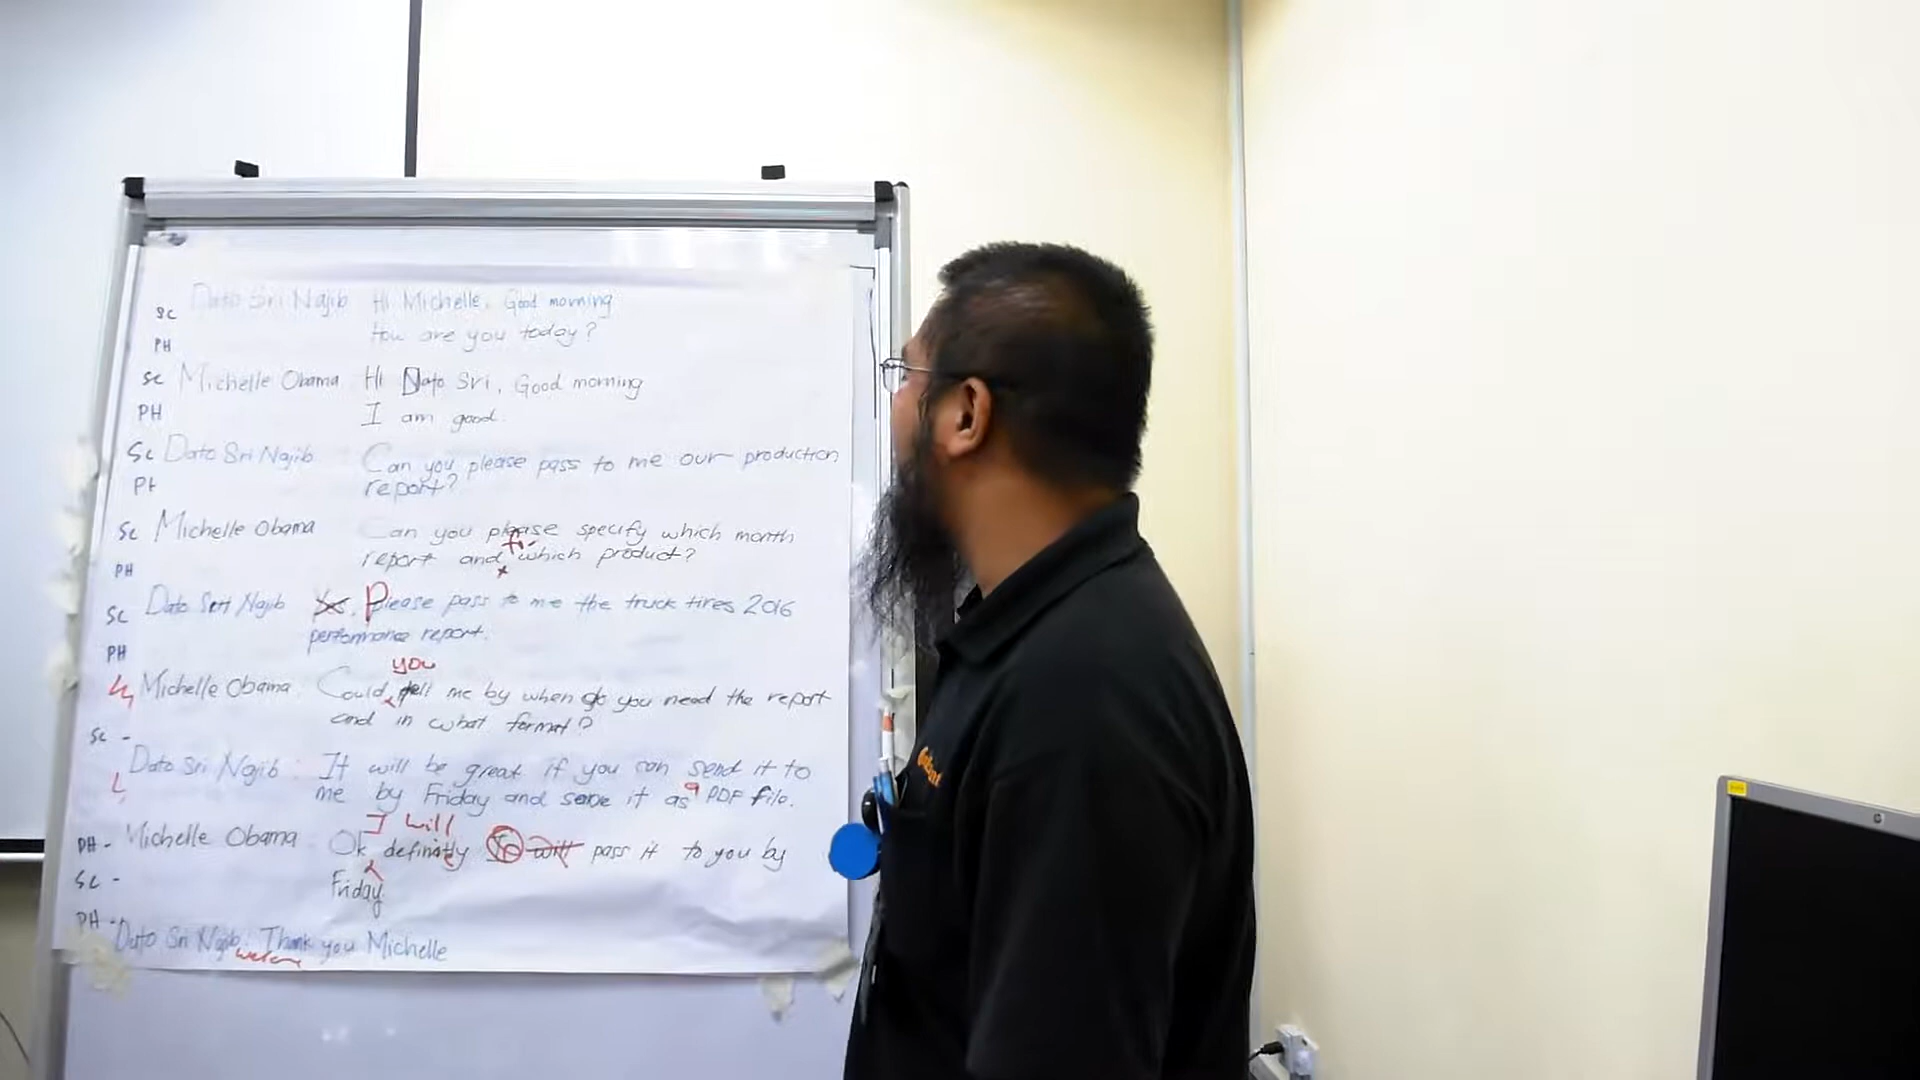 SC Dato Sri Najib Hi Michelle, Good morning
PH How are you today?
SC Michelle Obama Hi Dato Sri, Good morning
PH I am good.
SC Dato Sri Najib Can you please pass to me our production
PH report?
SC Michelle Obama Can you please specify which month
report and which product?
PH
SC Dato Sri Najib Yes. Please pass to me the truck tires 2016
performance report.
PH
you
Michelle Obama Could tell me by when do you need the report
and in what format?
SC -
Dato Sri Najib : It will be great if you can send it to
me by Friday and save it as a PDF file.
I will
PH - Michelle Obama Ok definitely will pass it to you by
SC - Friday
PH - Dato Sri Najib: Thank you Michelle